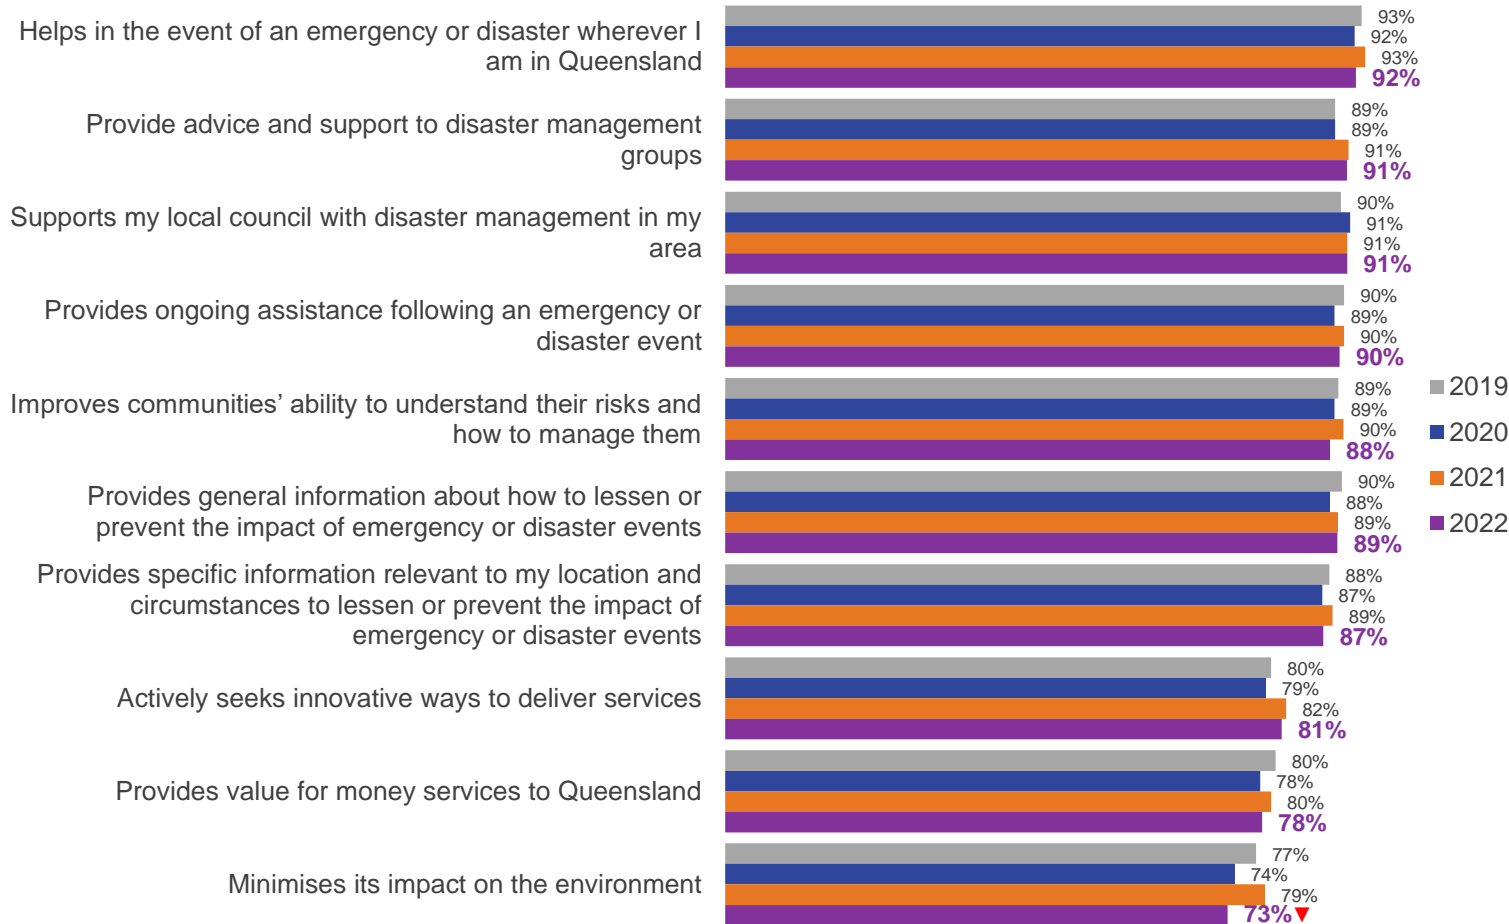 Helps in the event of an emergency or disaster wherever I
am in Queensland
93%
92%
93%
92%
Provide advice and support to disaster management
groups
89%
89%
91%
91%
Supports my local council with disaster management in my
area
90%
91%
91%
91%
Provides ongoing assistance following an emergency or
disaster event
90%
89%
90%
90%
Improves communities’ ability to understand their risks and
how to manage them
89%
89%
90%
88%
Provides general information about how to lessen or
prevent the impact of emergency or disaster events
90%
88%
89%
89%
Provides specific information relevant to my location and
circumstances to lessen or prevent the impact of
emergency or disaster events
88%
87%
89%
87%
Actively seeks innovative ways to deliver services
80%
79%
82%
81%
Provides value for money services to Queensland
80%
78%
80%
78%
Minimises its impact on the environment
77%
74%
79%
73%
2019
2020
2021
2022